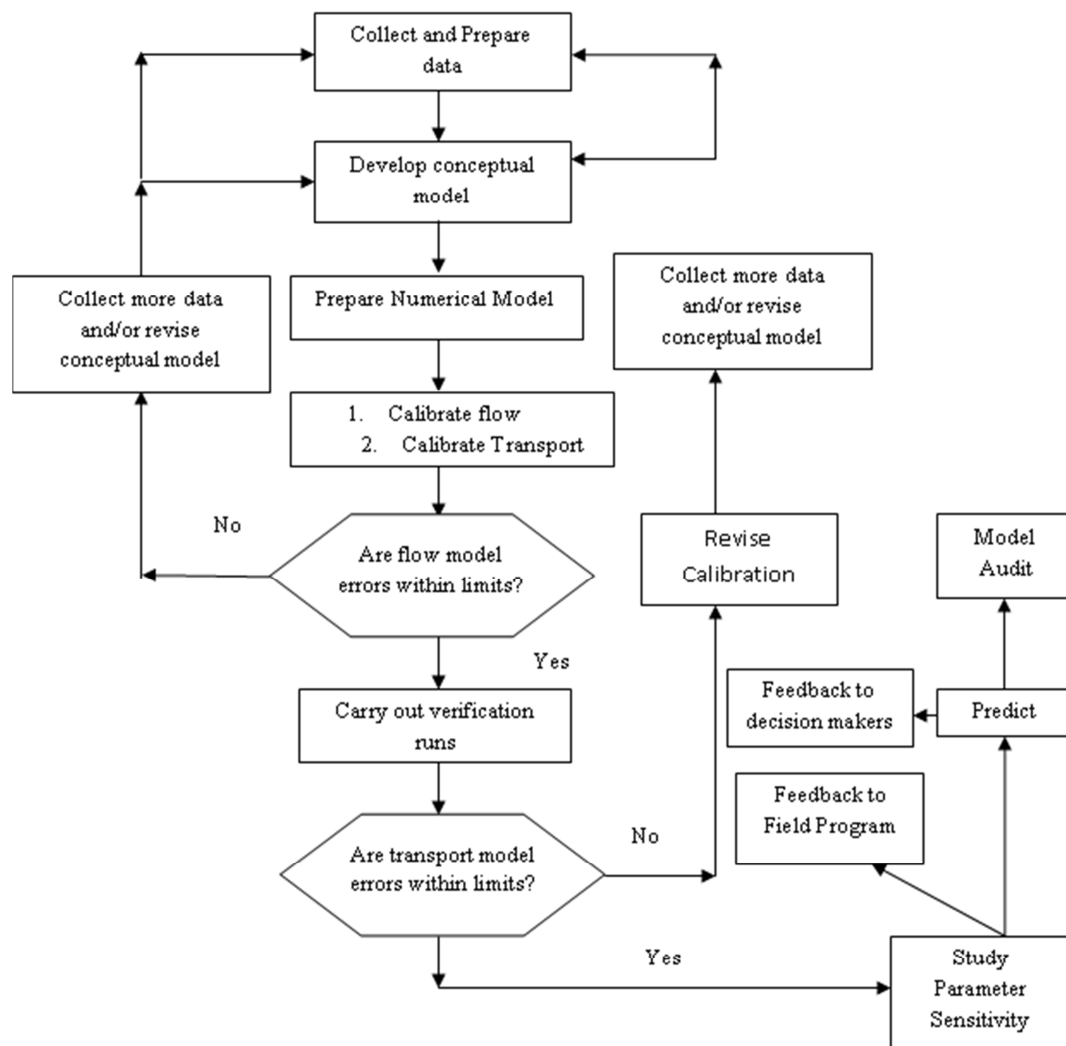 Collect and Prepare
data
Develop conceptual
model
Collect more data
and/or revise
conceptual model
Prepare Numerical Model
Collect more data
and/or revise
conceptual model
1. Calibrate flow
2. Calibrate Transport
No
Are flow model
errors within limits?
Revise
Calibration
Model
Audit
Yes
Carry out verification
runs
Feedback to
decision makers
Predict
Feedback to
Field Program
No
Are transport model
errors within limits?
Yes
Study
Parameter
Sensitivity